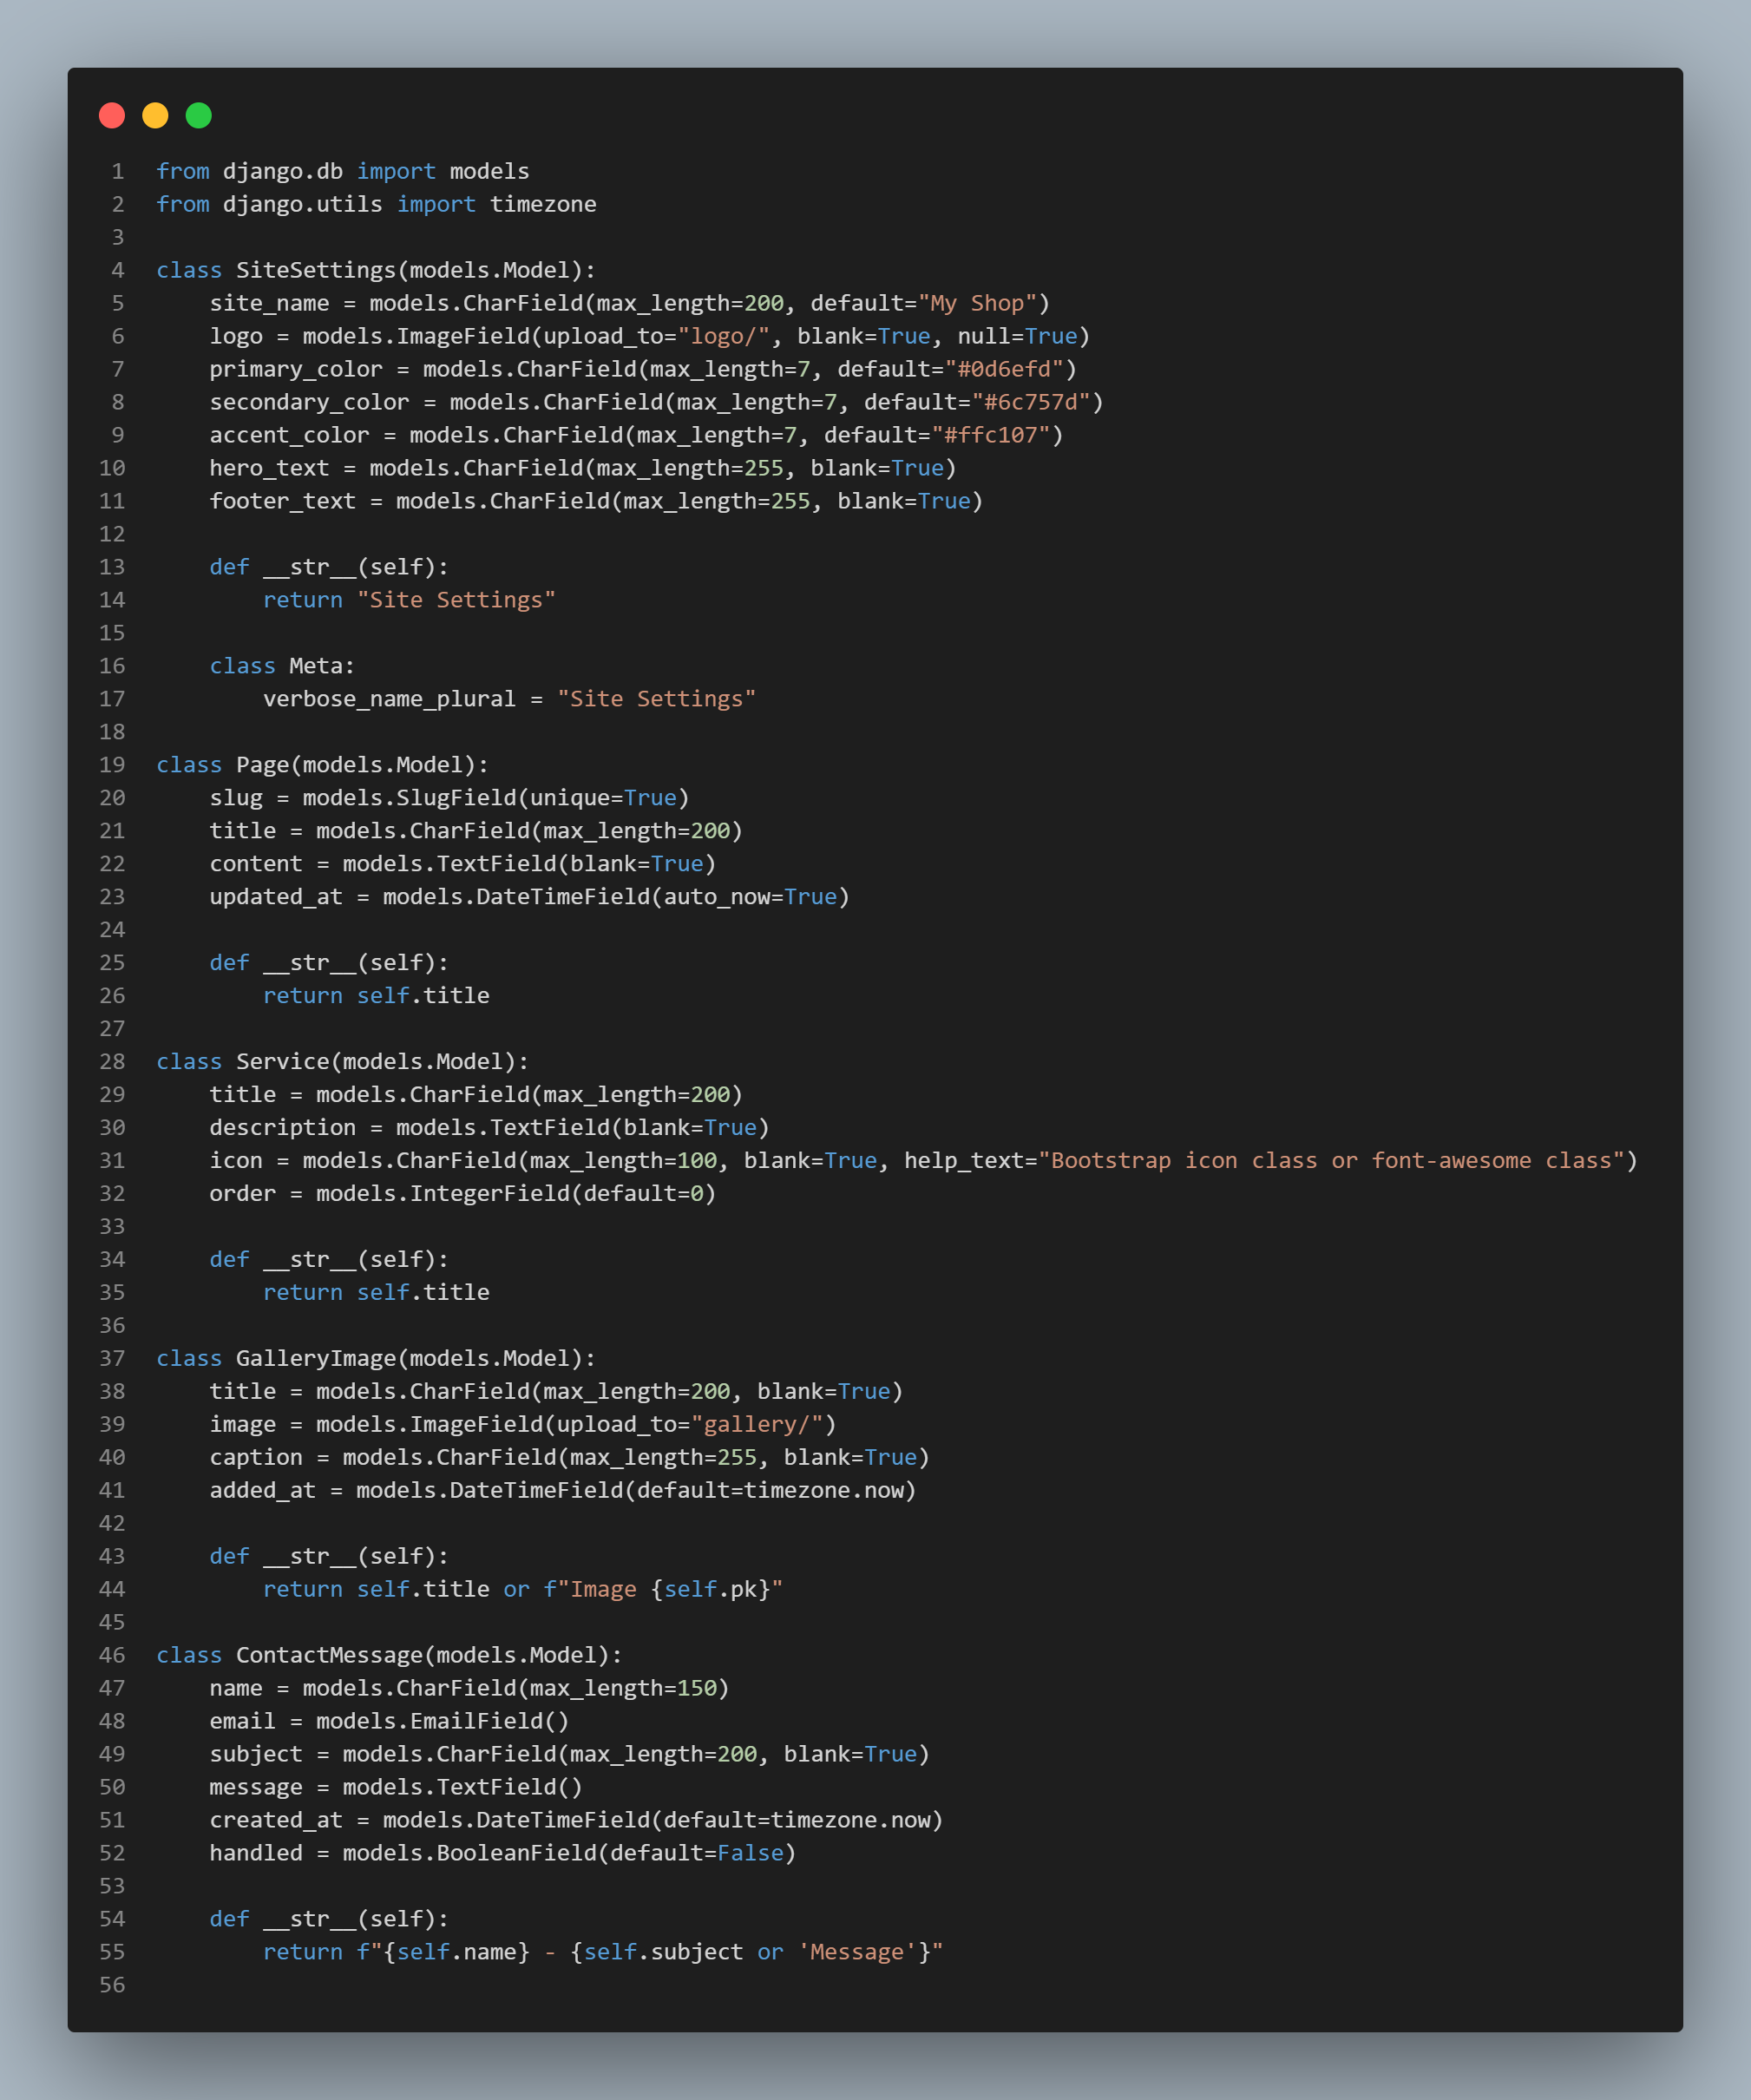 1 from django.db import models
2 from django.utils import timezone
3
4 class SiteSettings(models.Model):
5     site_name = models.CharField(max_length=200, default="My Shop")
6     logo = models.ImageField(upload_to="logo/", blank=True, null=True)
7     primary_color = models.CharField(max_length=7, default="#0d6efd")
8     secondary_color = models.CharField(max_length=7, default="#6c757d")
9     accent_color = models.CharField(max_length=7, default="#ffc107")
10     hero_text = models.CharField(max_length=255, blank=True)
11     footer_text = models.CharField(max_length=255, blank=True)
12
13     def __str__(self):
14         return "Site Settings"
15
16     class Meta:
17         verbose_name_plural = "Site Settings"
18
19 class Page(models.Model):
20     slug = models.SlugField(unique=True)
21     title = models.CharField(max_length=200)
22     content = models.TextField(blank=True)
23     updated_at = models.DateTimeField(auto_now=True)
24
25     def __str__(self):
26         return self.title
27
28 class Service(models.Model):
29     title = models.CharField(max_length=200)
30     description = models.TextField(blank=True)
31     icon = models.CharField(max_length=100, blank=True, help_text="Bootstrap icon class or font-awesome class")
32     order = models.IntegerField(default=0)
33
34     def __str__(self):
35         return self.title
36
37 class GalleryImage(models.Model):
38     title = models.CharField(max_length=200, blank=True)
39     image = models.ImageField(upload_to="gallery/")
40     caption = models.CharField(max_length=255, blank=True)
41     added_at = models.DateTimeField(default=timezone.now)
42
43     def __str__(self):
44         return self.title or f"Image {self.pk}"
45
46 class ContactMessage(models.Model):
47     name = models.CharField(max_length=150)
48     email = models.EmailField()
49     subject = models.CharField(max_length=200, blank=True)
50     message = models.TextField()
51     created_at = models.DateTimeField(default=timezone.now)
52     handled = models.BooleanField(default=False)
53
54     def __str__(self):
55         return f"{self.name} - {self.subject or 'Message'}"
56